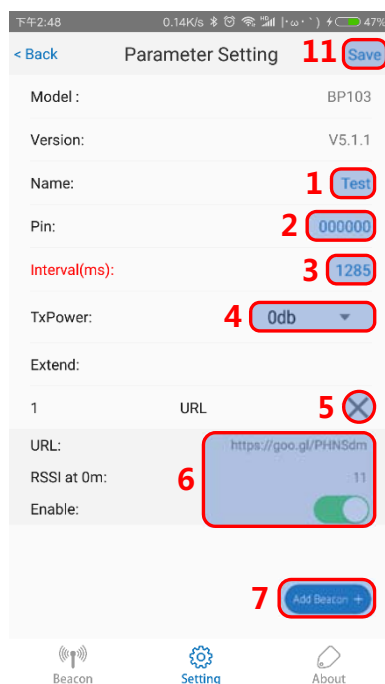 下午2:48 0.14K/s |・ω・`) 47%
< Back Parameter Setting 11 Save
Model : BP103
Version: V5.1.1
Name: 1 Test
Pin: 2 000000
Interval(ms): 3 1285
TxPower: 4 0db
Extend:
1 URL 5
URL: https://goo.gl/PHNSdm
RSSI at 0m: 11
6
Enable:
7 Add Beacon +
Beacon Setting About